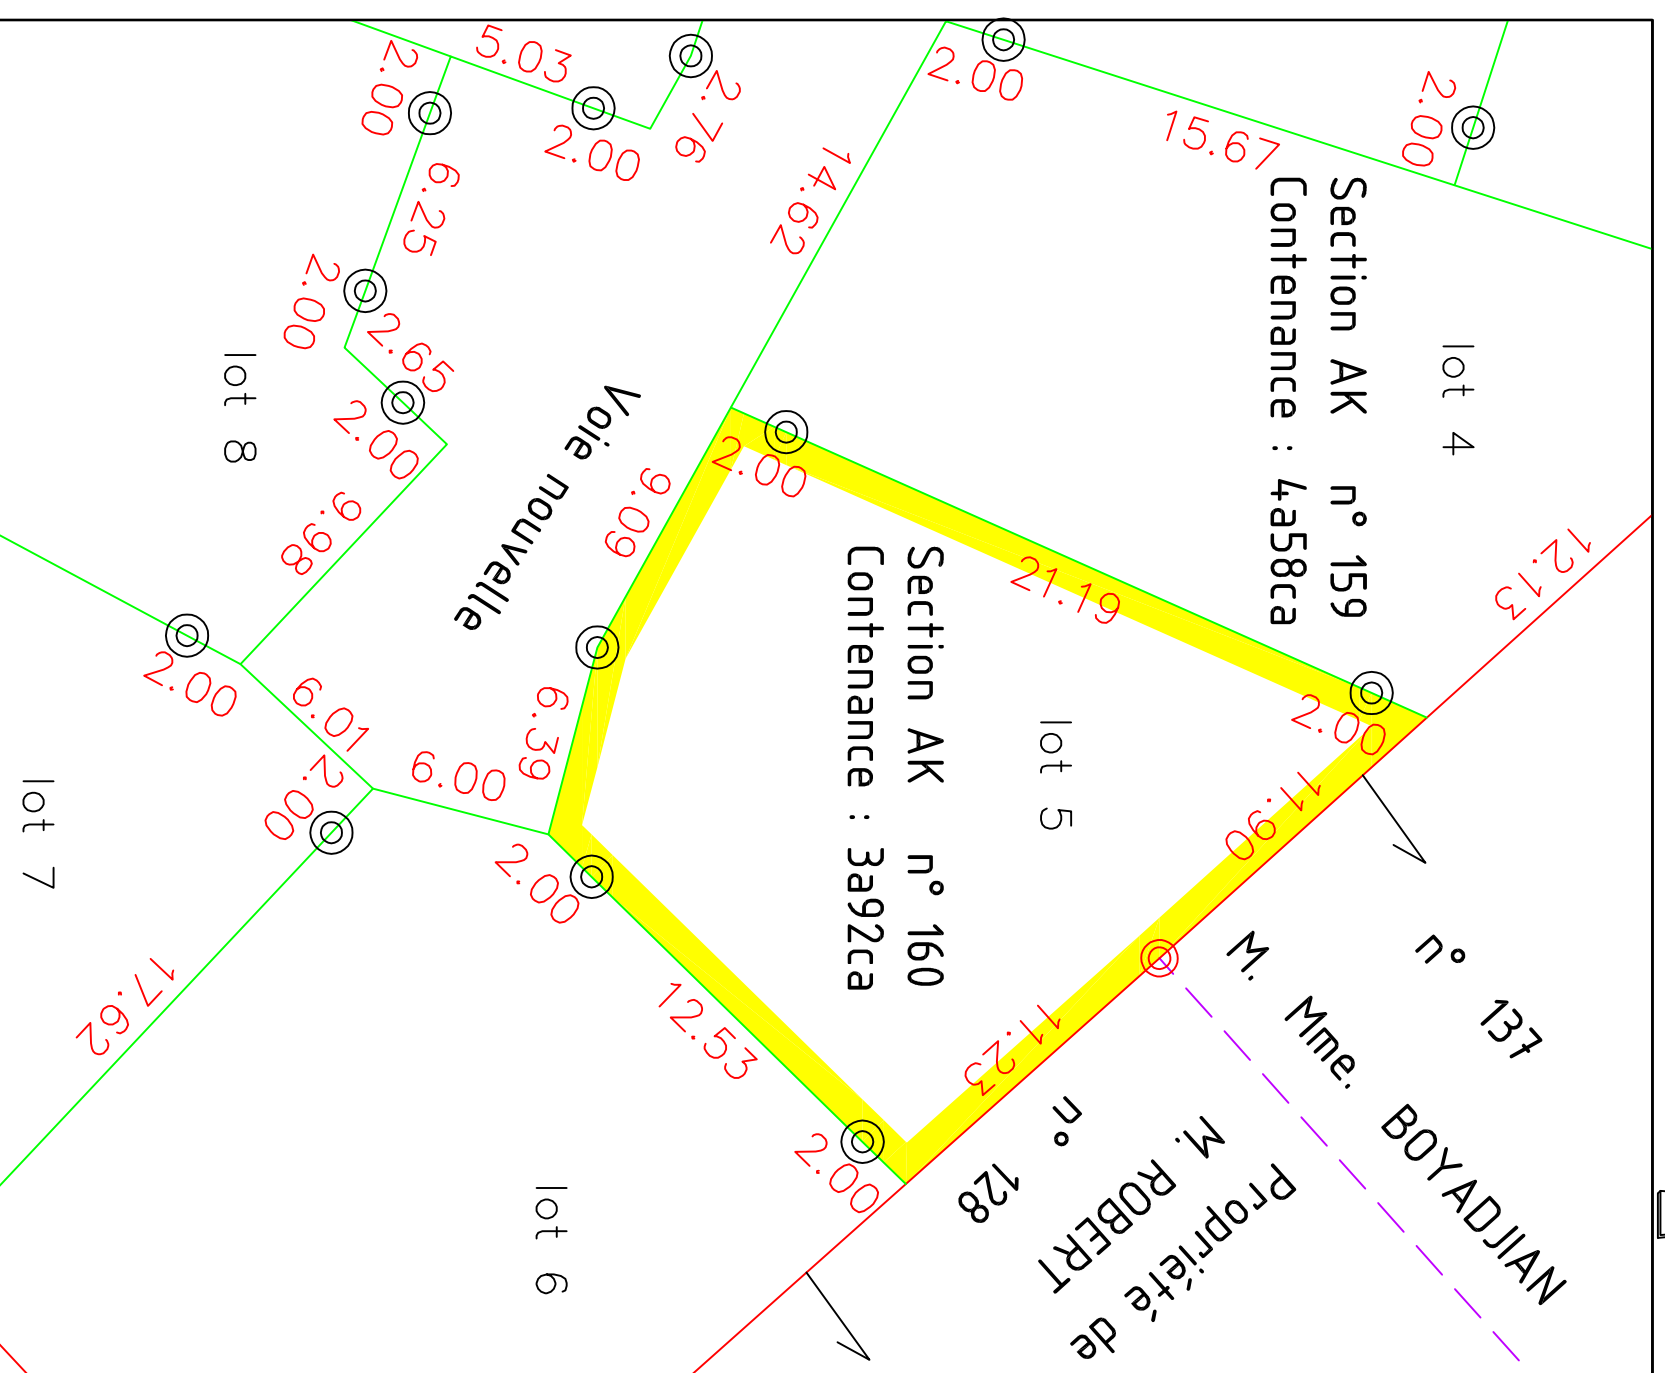 5.03
2.00
2.00
2.76
6.25
2.00
2.65
2.00
9.98
2.00
6.01
2.00
6.00
17.62
2.00
15.67
2.00
14.62
12.13
lot 4
Section AK n° 159
Contenance : 4a58ca
Voie nouvelle
lot 8
lot 7
2.00
21.19
2.00
9.09
6.39
11.90
11.23
2.00
12.53
2.00
lot 5
Section AK n° 160
Contenance : 3a92ca
lot 6
n° 137
M. Mme. BOYADJIAN
Propriété de
M. ROBERT
n° 128